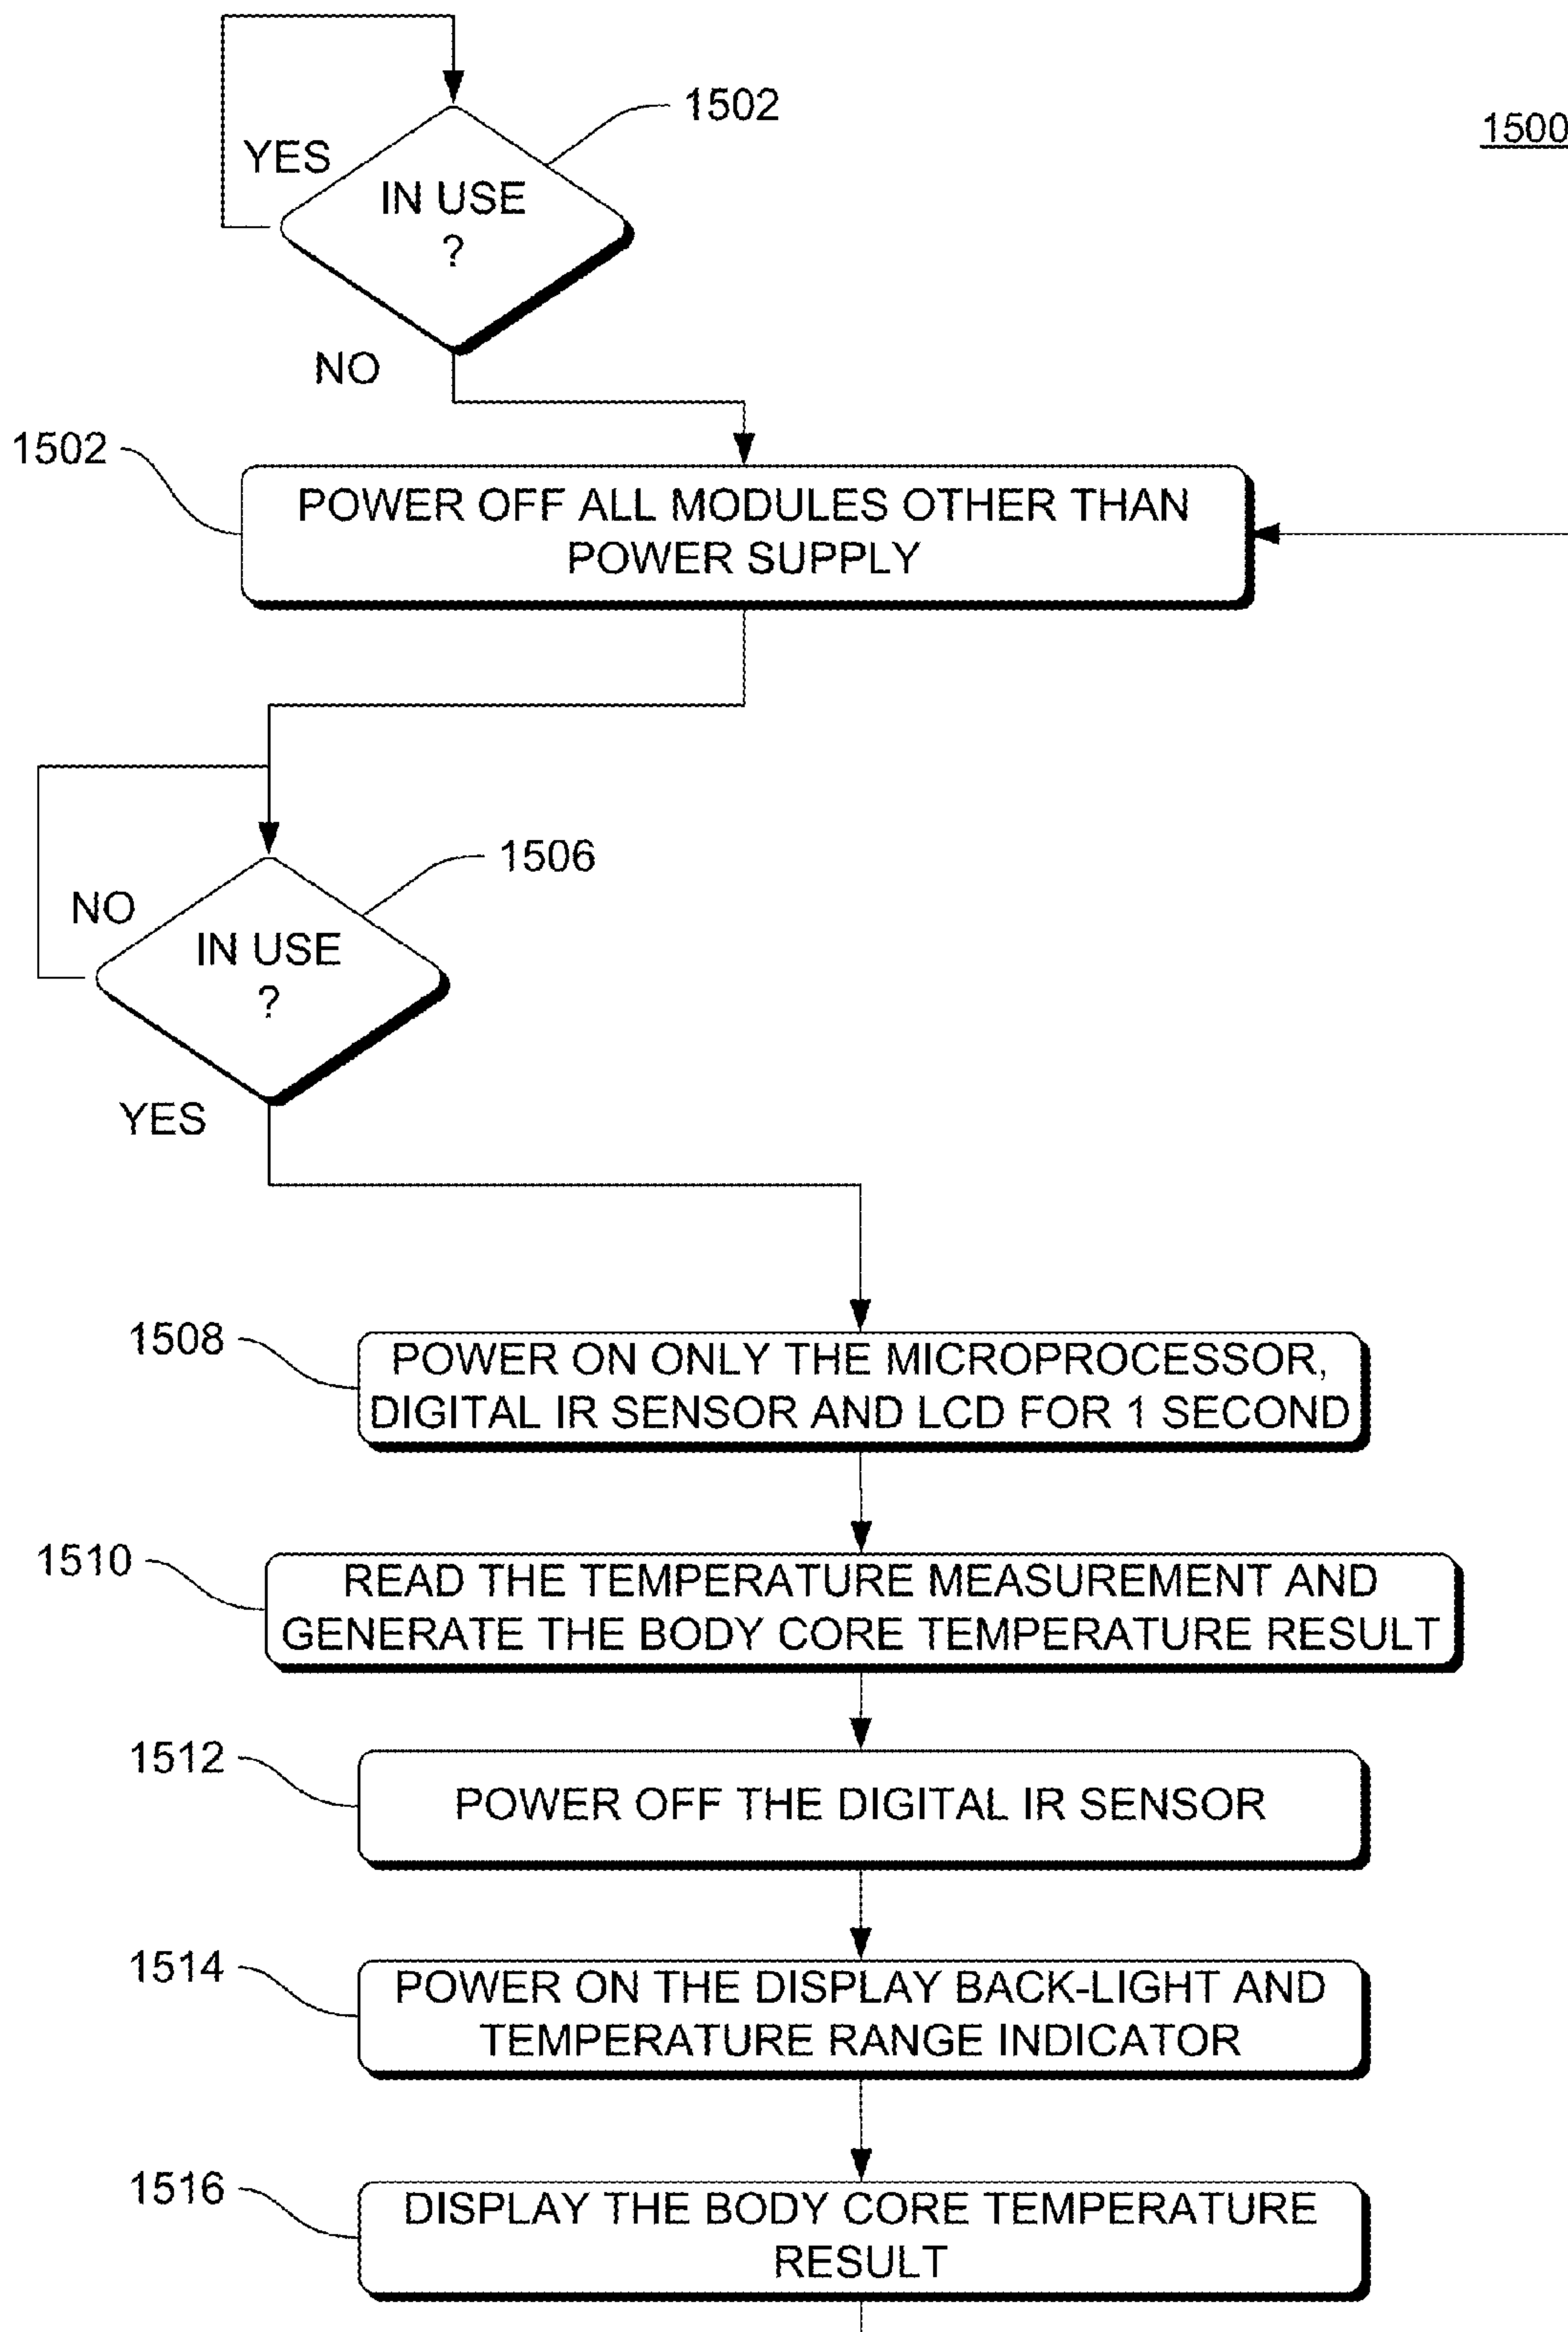 1500
1502
YES
IN USE
?
NO
1502
POWER OFF ALL MODULES OTHER THAN
POWER SUPPLY
1506
NO
IN USE
?
YES
1508
POWER ON ONLY THE MICROPROCESSOR,
DIGITAL IR SENSOR AND LCD FOR 1 SECOND
1510
READ THE TEMPERATURE MEASUREMENT AND
GENERATE THE BODY CORE TEMPERATURE RESULT
1512
POWER OFF THE DIGITAL IR SENSOR
1514
POWER ON THE DISPLAY BACK-LIGHT AND
TEMPERATURE RANGE INDICATOR
1516
DISPLAY THE BODY CORE TEMPERATURE
RESULT